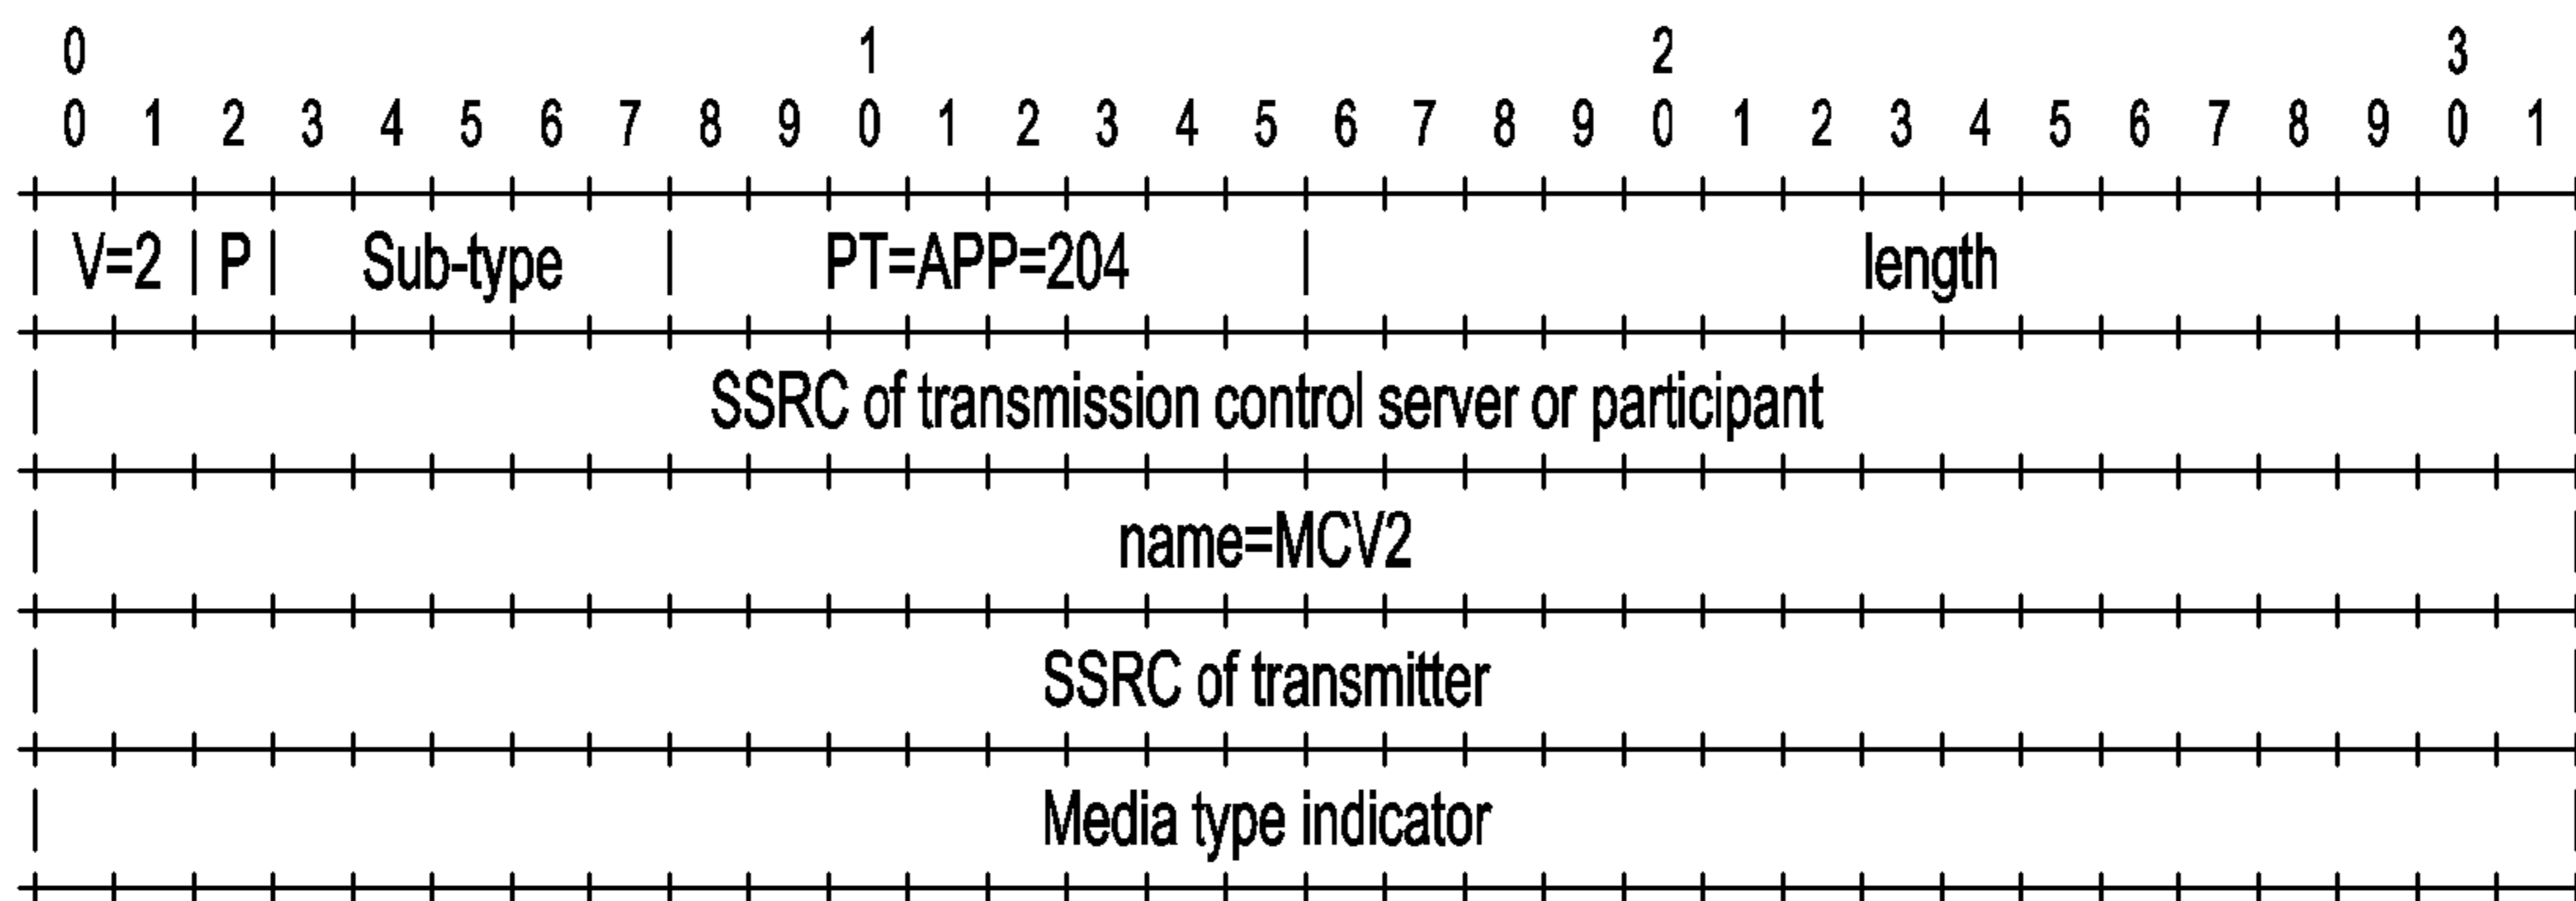 0 1 2 3
0 1 2 3 4 5 6 7 8 9 0 1 2 3 4 5 6 7 8 9 0 1 2 3 4 5 6 7 8 9 0 1
V=2 | P | Sub-type | PT=APP=204 | length
SSRC of transmission control server or participant
name=MCV2
SSRC of transmitter
Media type indicator